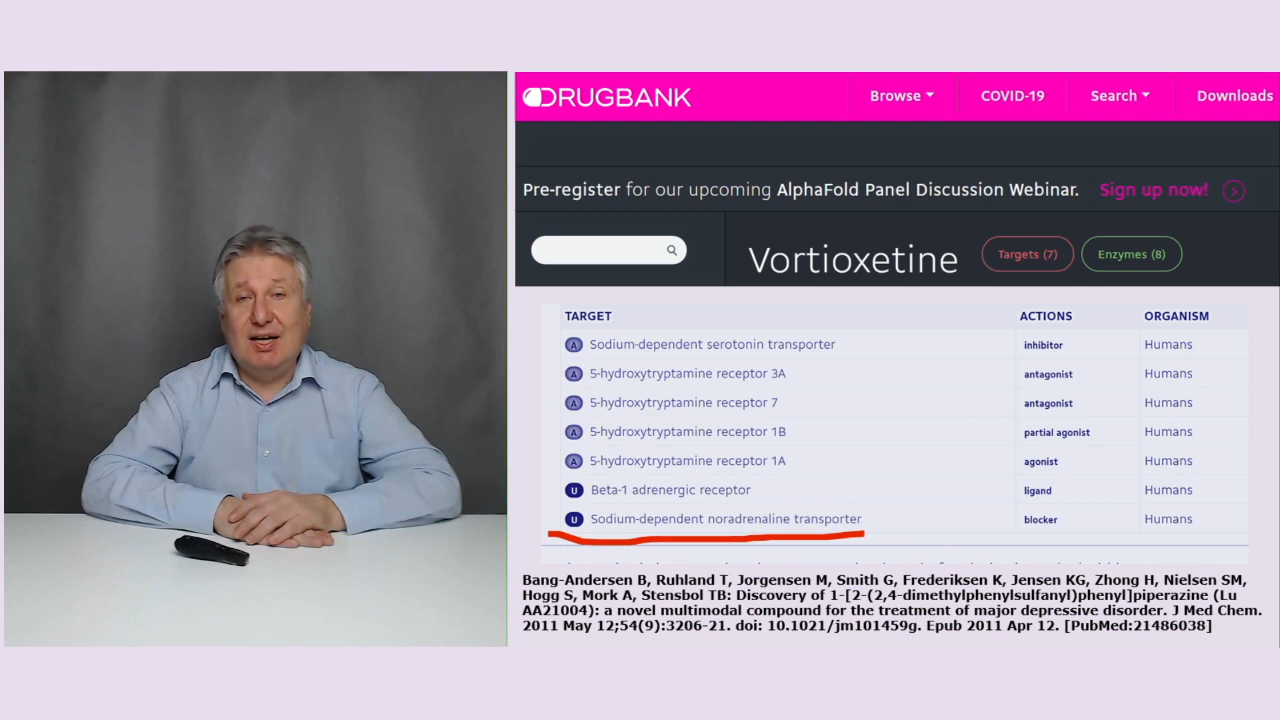 DRUGBANK
Browse
COVID-19
Search
Downloads
Pre-register for our upcoming AlphaFold Panel Discussion Webinar. Sign up now!
Vortioxetine
Targets (7)
Enzymes (8)
TARGET ACTIONS ORGANISM
A Sodium-dependent serotonin transporter inhibitor Humans
A 5-hydroxytryptamine receptor 3A antagonist Humans
A 5-hydroxytryptamine receptor 7 antagonist Humans
A 5-hydroxytryptamine receptor 1B partial agonist Humans
A 5-hydroxytryptamine receptor 1A agonist Humans
U Beta-1 adrenergic receptor ligand Humans
U Sodium-dependent noradrenaline transporter blocker Humans
Bang-Andersen B, Ruhland T, Jorgensen M, Smith G, Frederiksen K, Jensen KG, Zhong H, Nielsen SM,
Hogg S, Mork A, Stensbol TB: Discovery of 1-[2-(2,4-dimethylphenylsulfanyl)phenyl]piperazine (Lu
AA21004): a novel multimodal compound for the treatment of major depressive disorder. J Med Chem.
2011 May 12;54(9):3206-21. doi: 10.1021/jm101459g. Epub 2011 Apr 12. [PubMed:21486038]